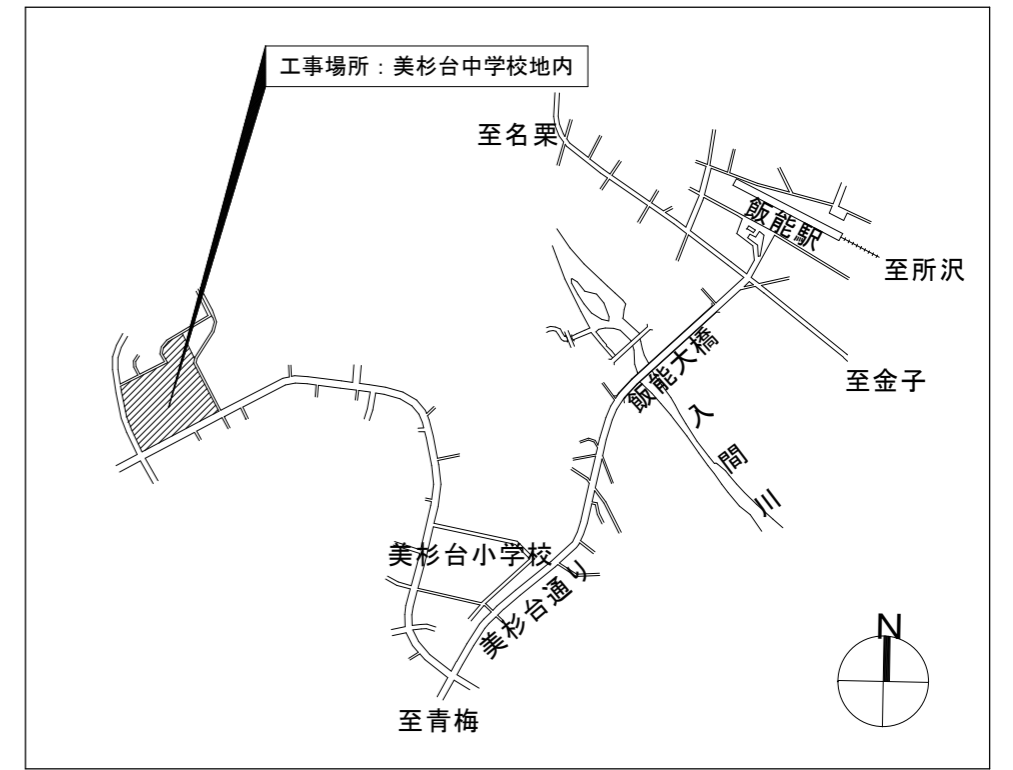 工事場所：美杉台中学校地内
至名栗
飯能駅
至所沢
至金子
飯能大橋
入間川
美杉台小学校
美杉台通り
至青梅
N